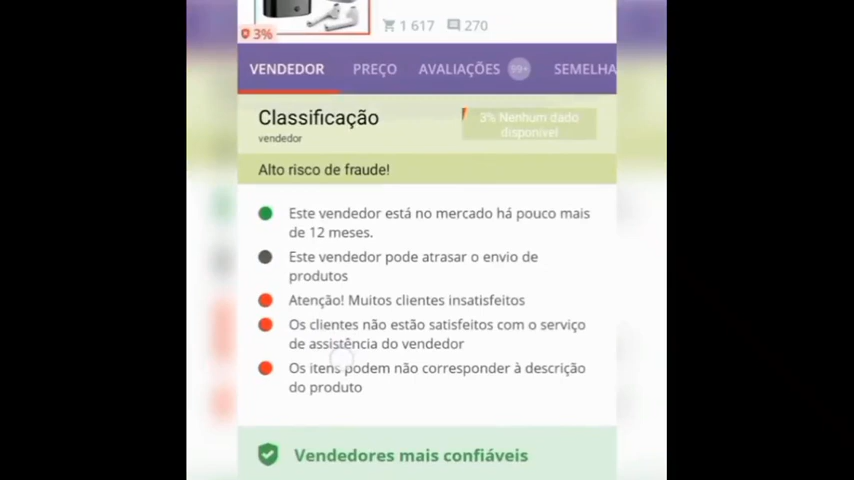 3%
1 617 270
VENDEDOR PREÇO AVALIAÇÕES 99+ SEMELHA
Classificação
vendedor
3% Nenhum dado
disponível
Alto risco de fraude!
Este vendedor está no mercado há pouco mais
de 12 meses.
Este vendedor pode atrasar o envio de
produtos
Atenção! Muitos clientes insatisfeitos
Os clientes não estão satisfeitos com o serviço
de assistência do vendedor
Os itens podem não corresponder à descrição
do produto
Vendedores mais confiáveis